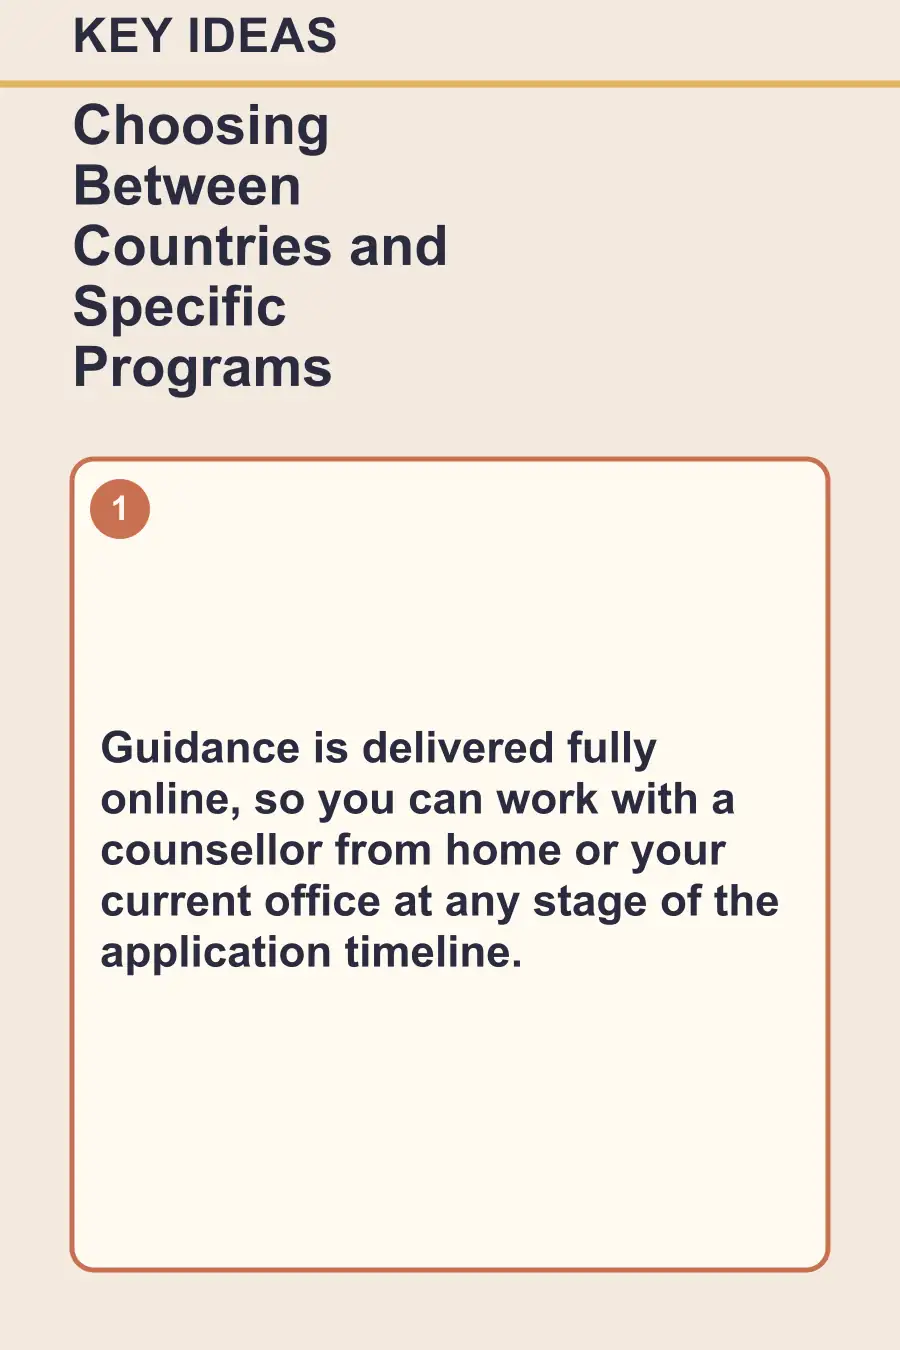 KEY IDEAS
Choosing
Between
Countries and
Specific
Programs
1
Guidance is delivered fully
online, so you can work with a
counsellor from home or your
current office at any stage of the
application timeline.